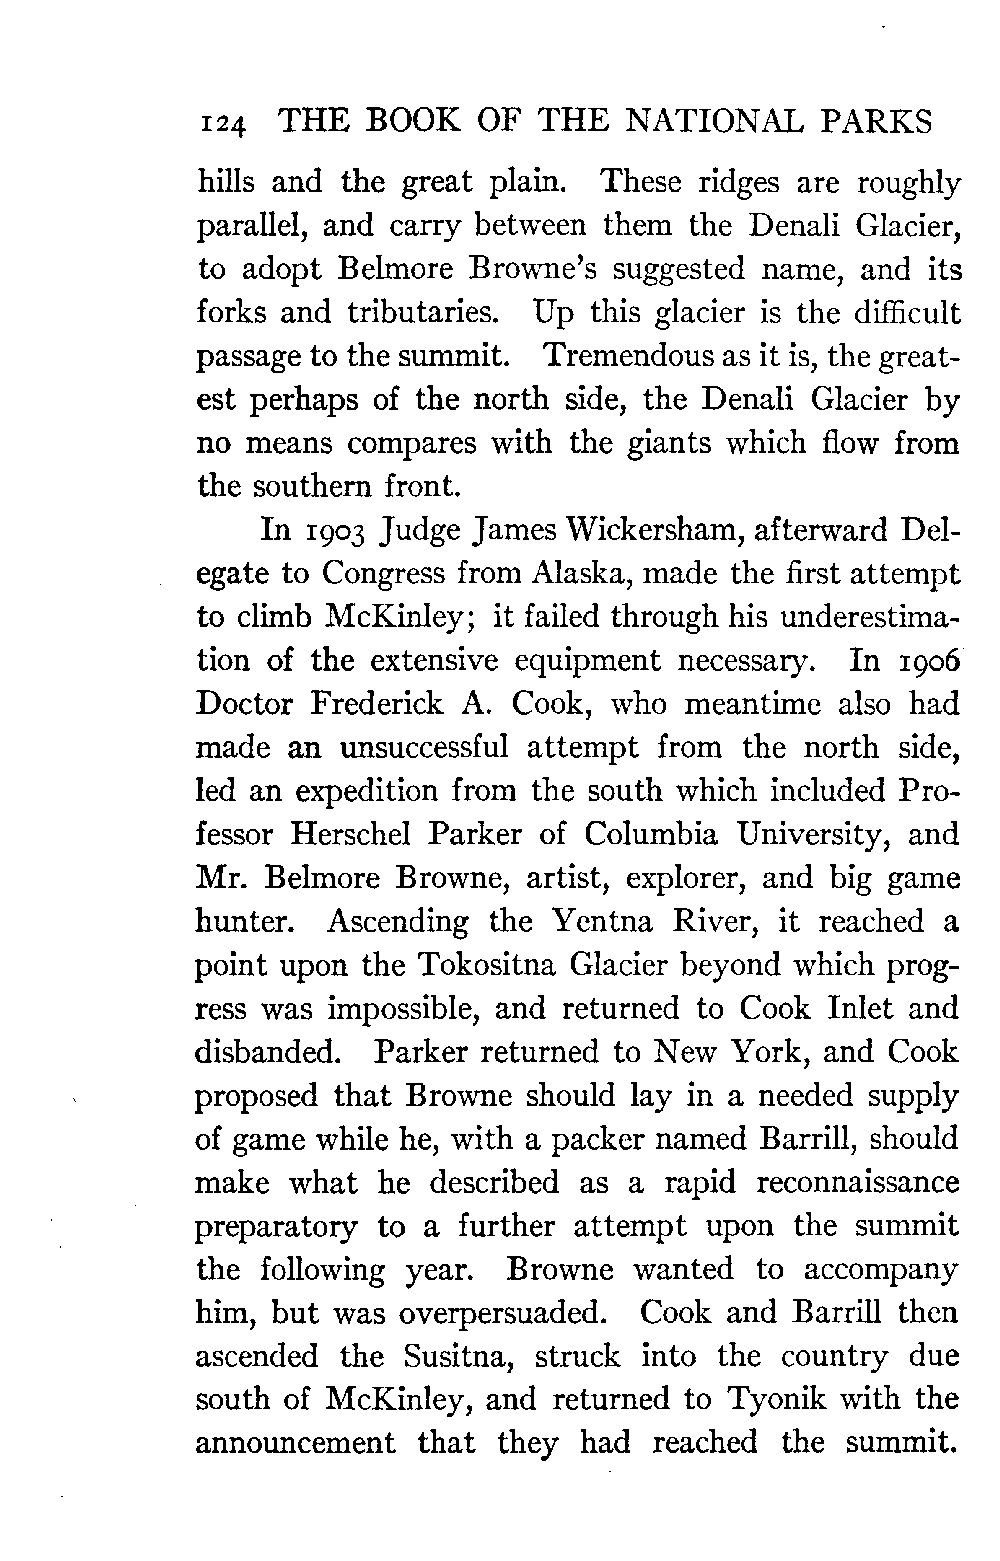 124 THE BOOK OF THE NATIONAL PARKS
hills and the great plain. These ridges are roughly
parallel, and carry between them the Denali Glacier,
to adopt Belmore Browne's suggested name, and its
forks and tributaries. Up this glacier is the difficult
passage to the summit. Tremendous as it is, the great-
est perhaps of the north side, the Denali Glacier by
no means compares with the giants which flow from
the southern front.
In 1903 Judge James Wickersham, afterward Del-
egate to Congress from Alaska, made the first attempt
to climb McKinley; it failed through his underestima-
tion of the extensive equipment necessary. In 1906
Doctor Frederick A. Cook, who meantime also had
made an unsuccessful attempt from the north side,
led an expedition from the south which included Pro-
fessor Herschel Parker of Columbia University, and
Mr. Belmore Browne, artist, explorer, and big game
hunter. Ascending the Yentna River, it reached a
point upon the Tokositna Glacier beyond which prog-
ress was impossible, and returned to Cook Inlet and
disbanded. Parker returned to New York, and Cook
proposed that Browne should lay in a needed supply
of game while he, with a packer named Barrill, should
make what he described as a rapid reconnaissance
preparatory to a further attempt upon the summit
the following year. Browne wanted to accompany
him, but was overpersuaded. Cook and Barrill then
ascended the Susitna, struck into the country due
south of McKinley, and returned to Tyonik with the
announcement that they had reached the summit.